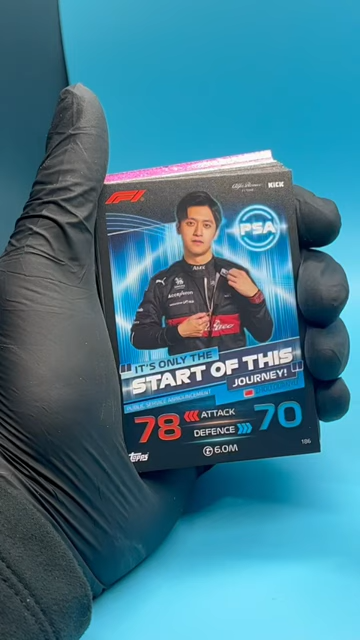 F1
Alfa Romeo KICK
PSA
"IT'S ONLY THE
START OF THIS
JOURNEY!"
78 ATTACK
DEFENCE 70
6.0M
Topps
186